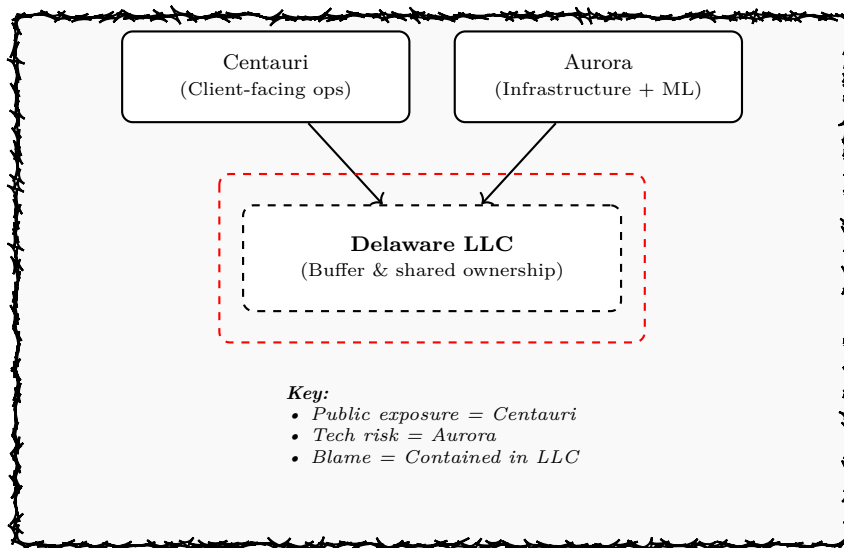 Centauri
(Client-facing ops)
Aurora
(Infrastructure + ML)
Delaware LLC
(Buffer & shared ownership)
Key:
• Public exposure = Centauri
• Tech risk = Aurora
• Blame = Contained in LLC